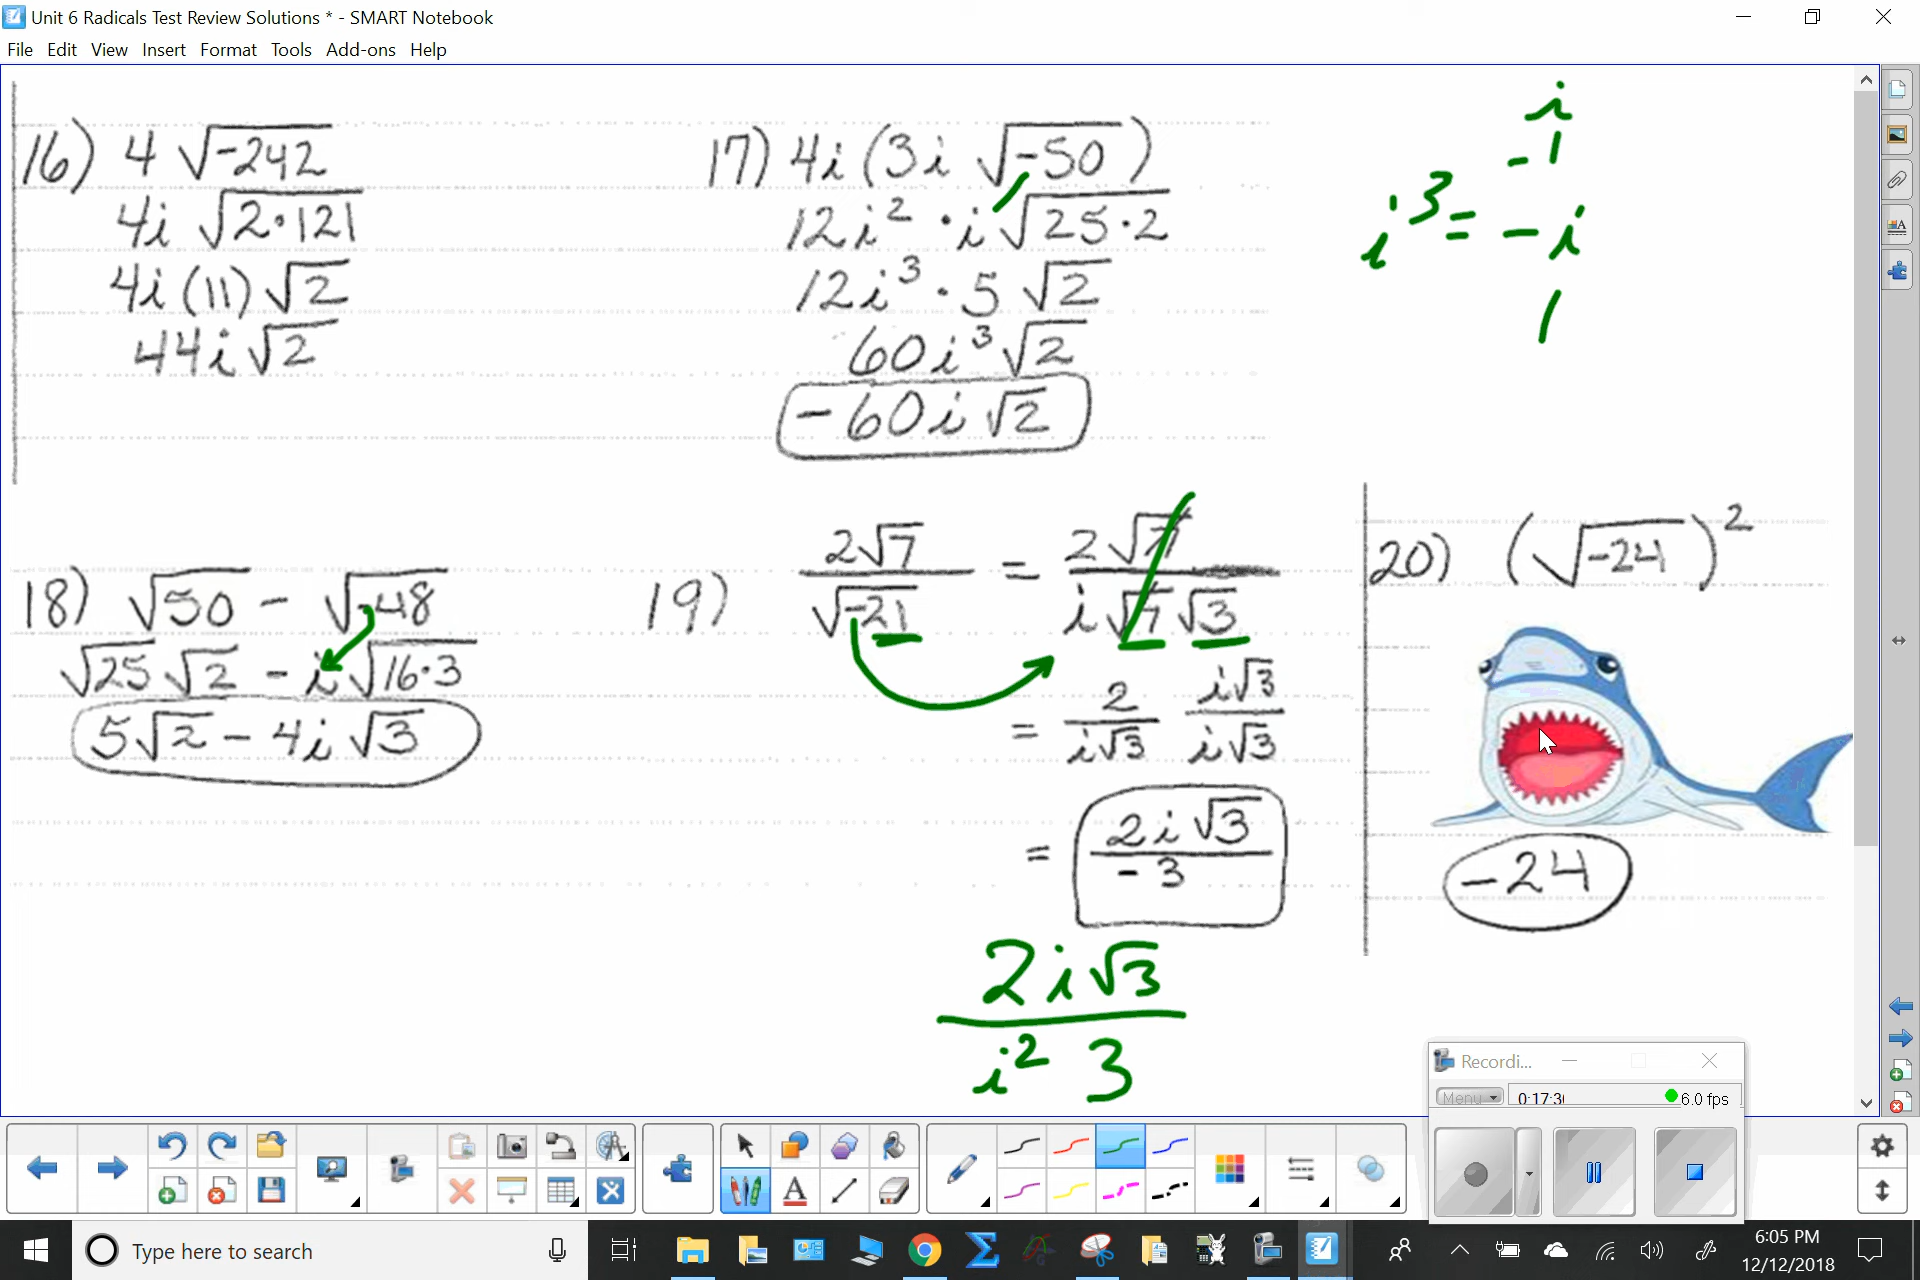 Unit 6 Radicals Test Review Solutions * - SMART Notebook
File Edit View Insert Format Tools Add-ons Help
16) 4 √-242
4i √2·121
4i (11) √2
44i √2
17) 4i (3i √-50)
12i² · i √25·2
12i³ · 5 √2
60i³ √2
-60i √2
i
-1
i³ = -i
1
18) √50 - √-48
√25 √2 - i √16·3
5√2 - 4i √3
19) 2√7 / √-21 = 2√7 / i√7 √3
= 2 / i√3 i√3 / i√3
= 2i√3 / -3
2i√3 / i² 3
20) (√-24)²
-24
Recordi...
Menu
0:17:3
6.0 fps
Type here to search
6:05 PM
12/12/2018